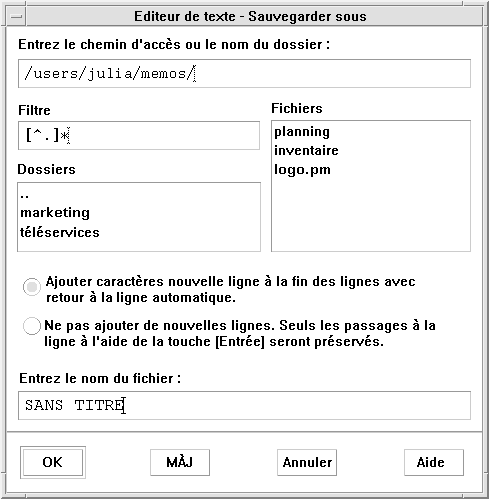 Editeur de texte - Sauvegarder sous
Entrez le chemin d'accès ou le nom du dossier :
/users/julia/memos/
Filtre
[^.]*
Fichiers
planning
inventaire
logo.pm
Dossiers
..
marketing
téléservices
Ajouter caractères nouvelle ligne à la fin des lignes avec
retour à la ligne automatique.
Ne pas ajouter de nouvelles lignes. Seuls les passages à la
ligne à l'aide de la touche [Entrée] seront préservés.
Entrez le nom du fichier :
SANS TITRE
OK
MÀJ
Annuler
Aide